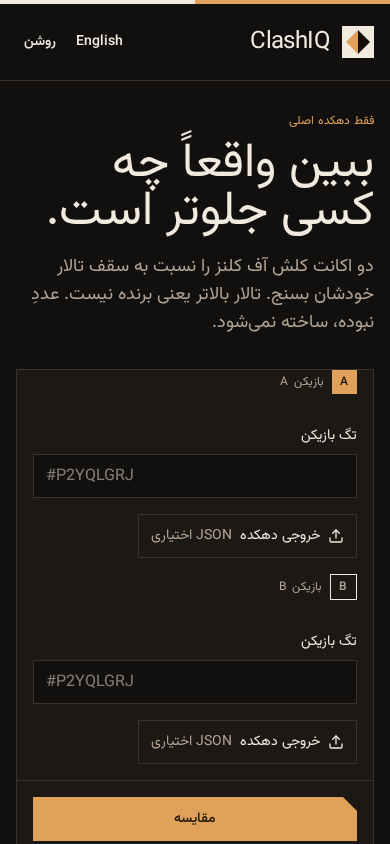 ClashIQ
English
روشن
فقط دهکده اصلی
ببین واقعاً چه
کسی جلوتر است.
دو اکانت کلش آف کلنز را نسبت به سقف تالار
خودشان بسنج. تالار بالاتر یعنی برنده نیست. عددِ
نبوده، ساخته نمی‌شود.
A بازیکن A
تگ بازیکن
#P2YQLGRJ
خروجی دهکده JSON اختیاری
B بازیکن B
تگ بازیکن
#P2YQLGRJ
خروجی دهکده JSON اختیاری
مقایسه